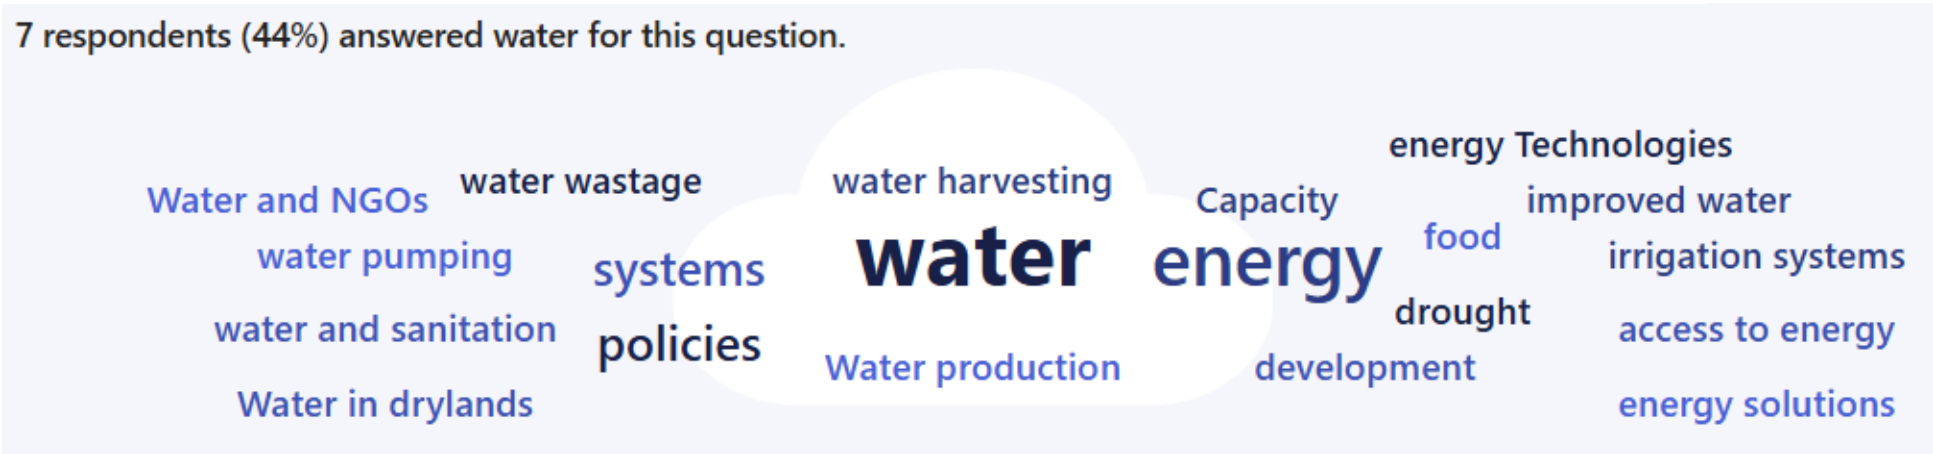 7 respondents (44%) answered water for this question.
energy Technologies
water wastage
water harvesting
Water and NGOs
Capacity
improved water
food
water pumping
systems
water
energy
irrigation systems
drought
water and sanitation
policies
access to energy
Water production
development
Water in drylands
energy solutions